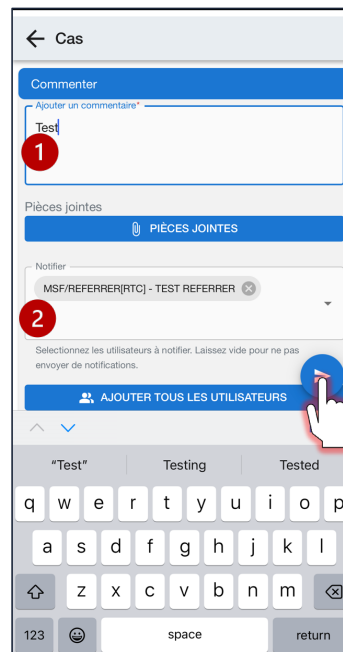 Cas
Commenter
Ajouter un commentaire*
Test
1
Pièces jointes
PIÈCES JOINTES
Notifier
MSF/REFERRER[RTC] - TEST REFERRER
2
Selectionnez les utilisateurs à notifier. Laissez vide pour ne pas
envoyer de notifications.
AJOUTER TOUS LES UTILISATEURS
“Test” Testing Tested
q w e r t y u i o p
a s d f g h j k l
z x c v b n m
123 space return